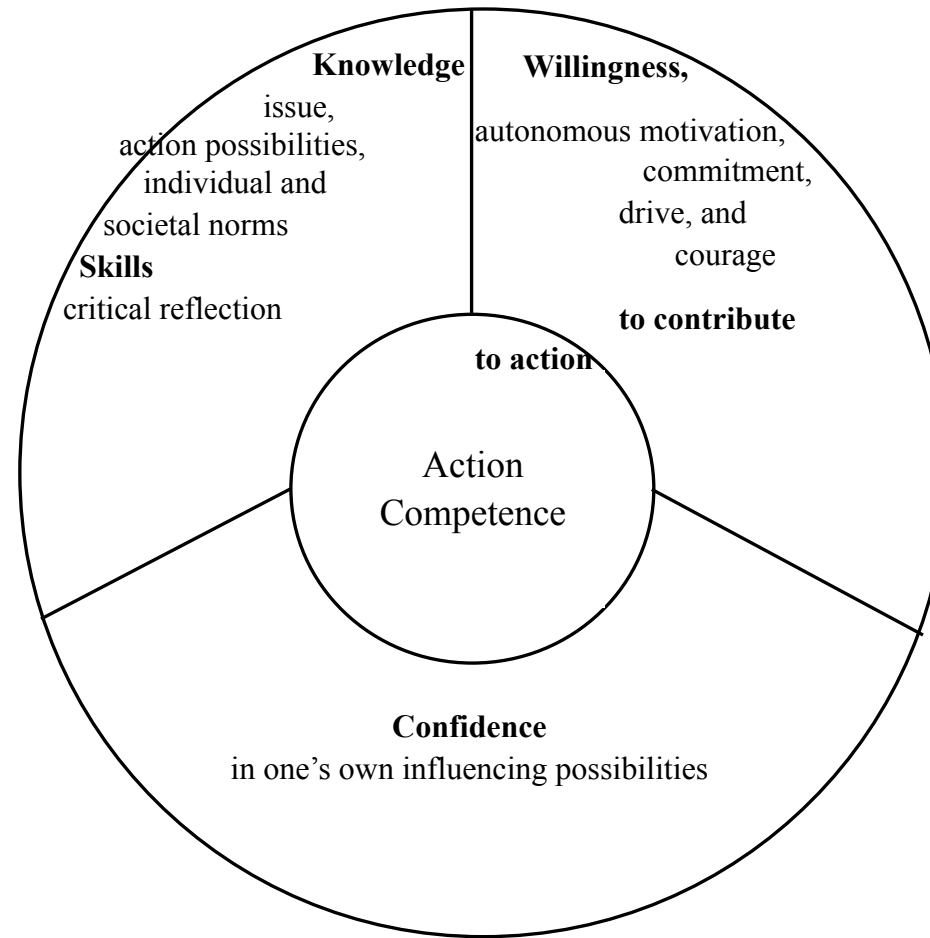 Knowledge
issue,
action possibilities,
individual and
societal norms
Skills
critical reflection
Willingness,
autonomous motivation,
commitment,
drive, and
courage
to contribute
to action
Action
Competence
Confidence
in one’s own influencing possibilities